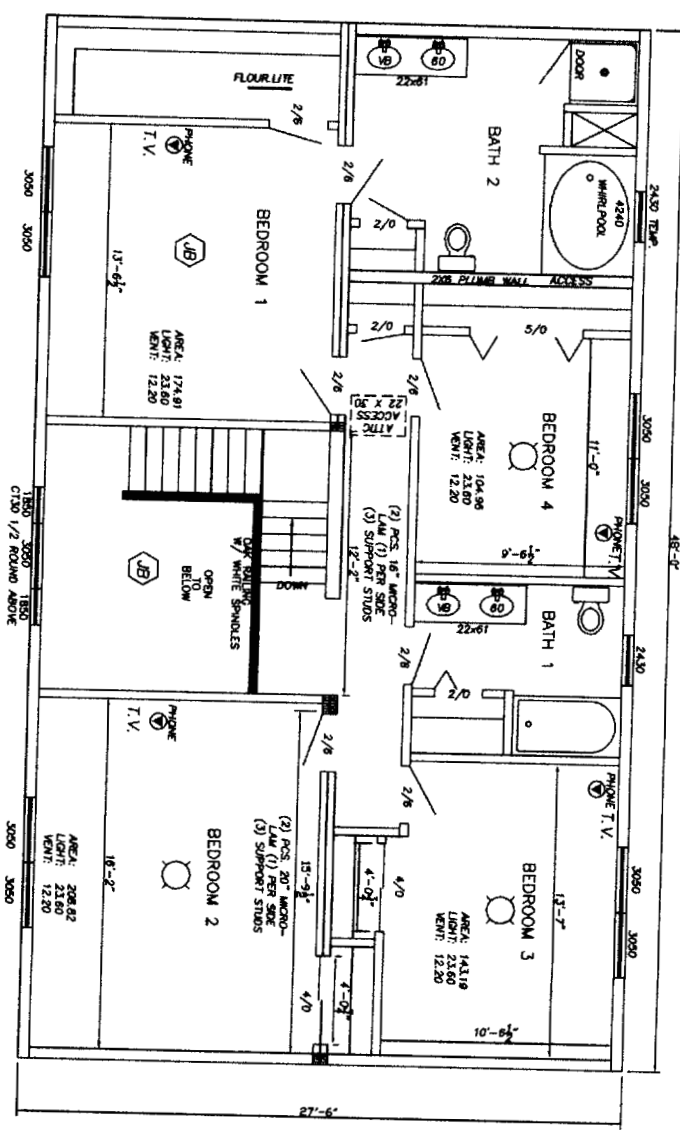 FLOUR.LITE
2/6
PHONE
T.V.
3050
3050
13'-6½"
BEDROOM 1
JB
AREA: 174.91
LIGHT: 23.60
VENT: 12.20
2/6
VB
60
22x61
DOOR
BATH 2
2/6
2/0
WHIRLPOOL
4240
2430 TEMP.
2X6 PLUMB WALL ACCESS
2/0
2/6
5/0
ATTIC
ACCESS
22 X 30
BEDROOM 4
AREA: 104.96
LIGHT: 23.60
VENT: 12.20
11'-0"
9'-6½"
3050
3050
48'-0"
PHONE
T.V.
(2) PCS. 16" MICRO-
LAM (1) PER SIDE
(3) SUPPORT STUDS
12'-2"
DOWN
OAK RAILING
W/ WHITE SPINDLES
OPEN
TO
BELOW
JB
1850 3050 1850
CT30 1/2 ROUND ABOVE
VB
60
22x61
BATH 1
2430
2/6
2/0
PHONE
T.V.
2/6
2/6
PHONE
T.V.
BEDROOM 2
(2) PCS. 20" MICRO-
LAM (1) PER SIDE
(3) SUPPORT STUDS
15'-9½"
16'-2"
AREA: 208.82
LIGHT: 23.60
VENT: 12.20
3050
3050
4'-0¾"
4/0
4'-0¾"
4/0
BEDROOM 3
AREA: 143.19
LIGHT: 23.60
VENT: 12.20
13'-7"
10'-6½"
3050
3050
27'-6"